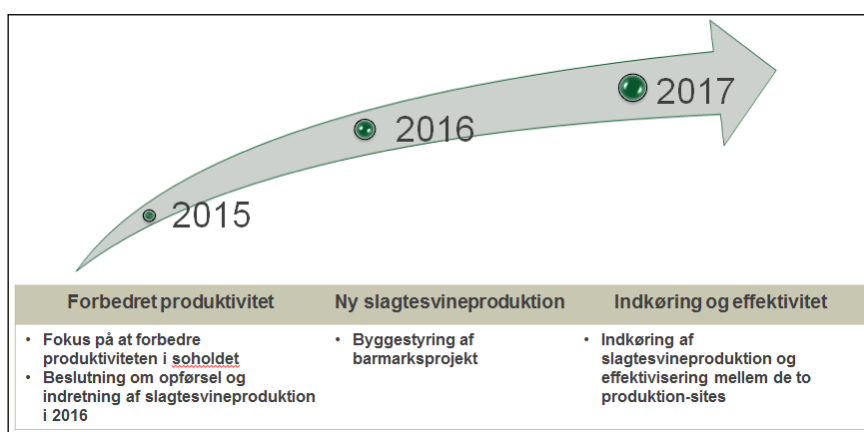 2015
2016
2017
Forbedret produktivitet
Ny slagtesvineproduktion
Indkøring og effektivitet
• Fokus på at forbedre
produktiviteten i soholdet
• Beslutning om opførsel og
indretning af slagtesvineproduktion
i 2016
• Byggestyring af
barmarksprojekt
• Indkøring af
slagtesvineproduktion og
effektivisering mellem de to
produktion-sites